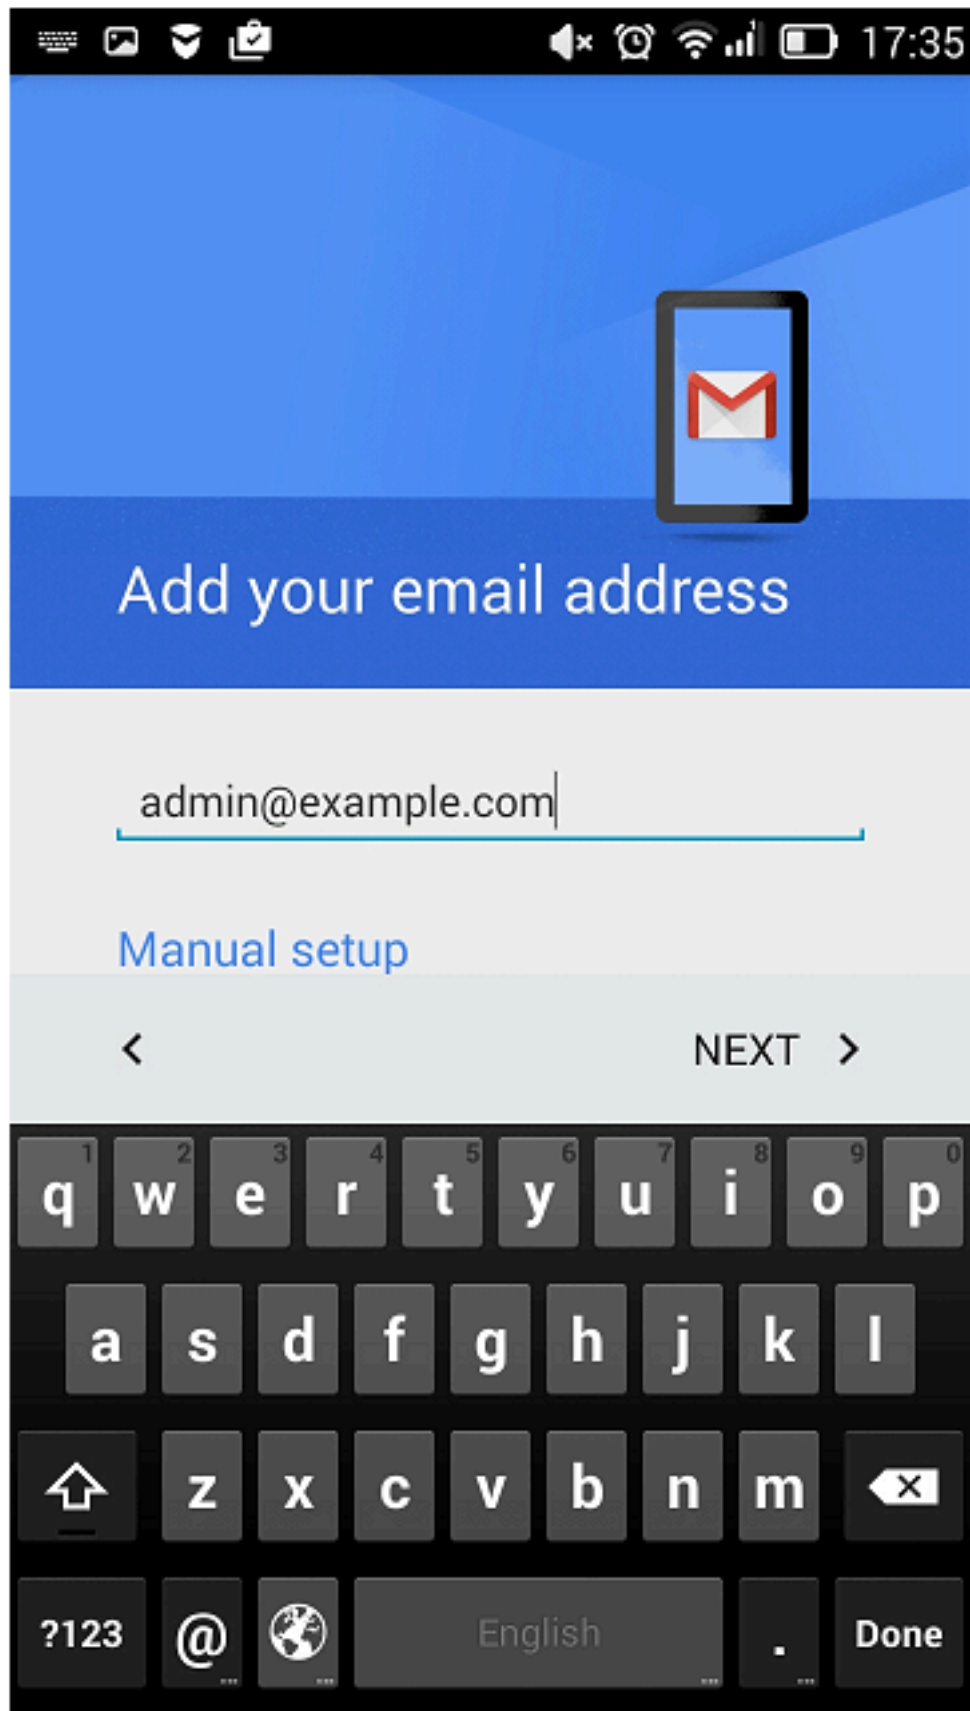 17:35
Add your email address
admin@example.com
Manual setup
< NEXT >
1 2 3 4 5 6 7 8 9 0
q w e r t y u i o p
a s d f g h j k l
z x c v b n m
?123 @ English . Done